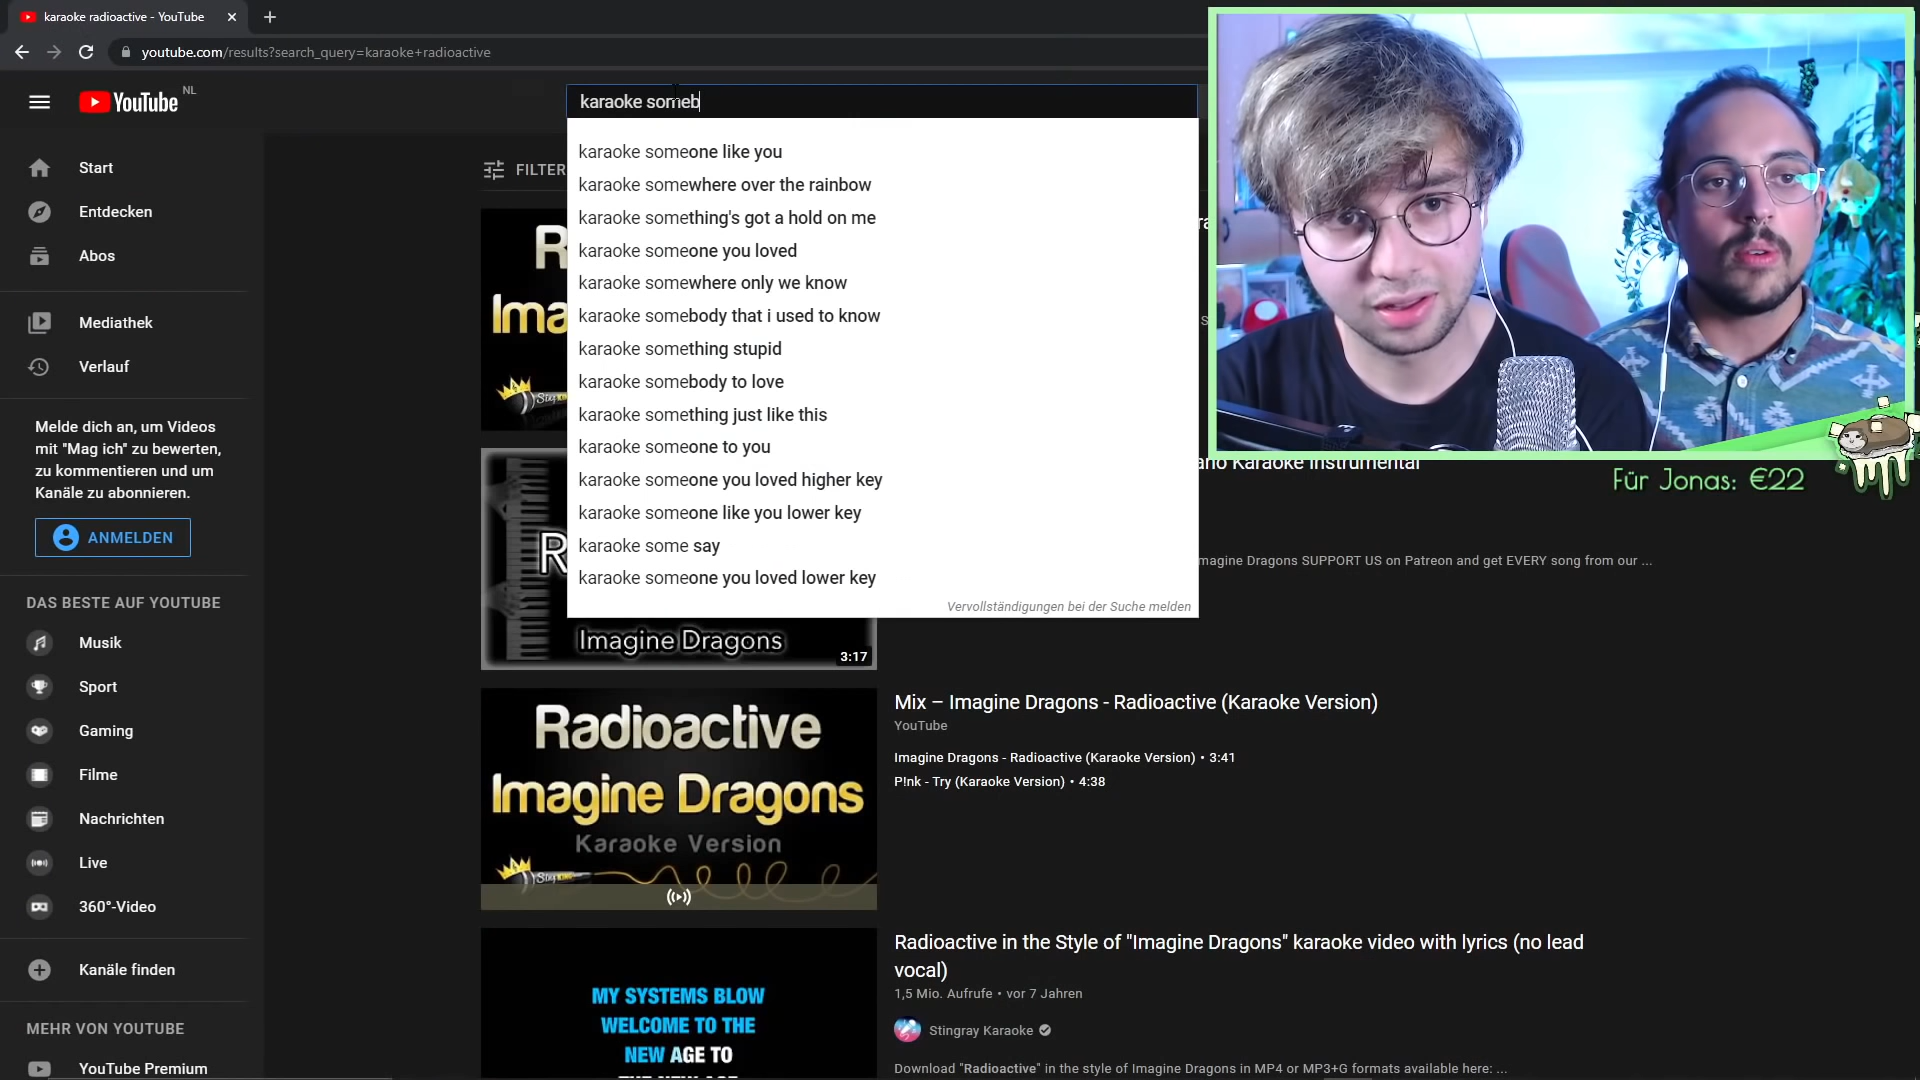 karaoke radioactive - YouTube
youtube.com/results?search_query=karaoke+radioactive
YouTube NL
karaoke someb
karaoke someone like you
karaoke somewhere over the rainbow
karaoke something's got a hold on me
karaoke someone you loved
karaoke somewhere only we know
karaoke somebody that i used to know
karaoke something stupid
karaoke somebody to love
karaoke something just like this
karaoke someone to you
karaoke someone you loved higher key
karaoke someone like you lower key
karaoke some say
karaoke someone you loved lower key
Vervollständigungen bei der Suche melden
Start
Entdecken
Abos
Mediathek
Verlauf
Melde dich an, um Videos
mit "Mag ich" zu bewerten,
zu kommentieren und um
Kanäle zu abonnieren.
ANMELDEN
DAS BESTE AUF YOUTUBE
Musik
Sport
Gaming
Filme
Nachrichten
Live
360°-Video
Kanäle finden
MEHR VON YOUTUBE
YouTube Premium
FILTER
R
Ima
R
Imagine Dragons
3:17
Karaoke Instrumental
Für Jonas: €22
magine Dragons SUPPORT US on Patreon and get EVERY song from our ...
Radioactive
Imagine Dragons
Karaoke Version
Mix – Imagine Dragons - Radioactive (Karaoke Version)
YouTube
Imagine Dragons - Radioactive (Karaoke Version) • 3:41
P!nk - Try (Karaoke Version) • 4:38
MY SYSTEMS BLOW
WELCOME TO THE
NEW AGE TO
Radioactive in the Style of "Imagine Dragons" karaoke video with lyrics (no lead
vocal)
1,5 Mio. Aufrufe • vor 7 Jahren
Stingray Karaoke
Download "Radioactive" in the style of Imagine Dragons in MP4 or MP3+G formats available here: ...